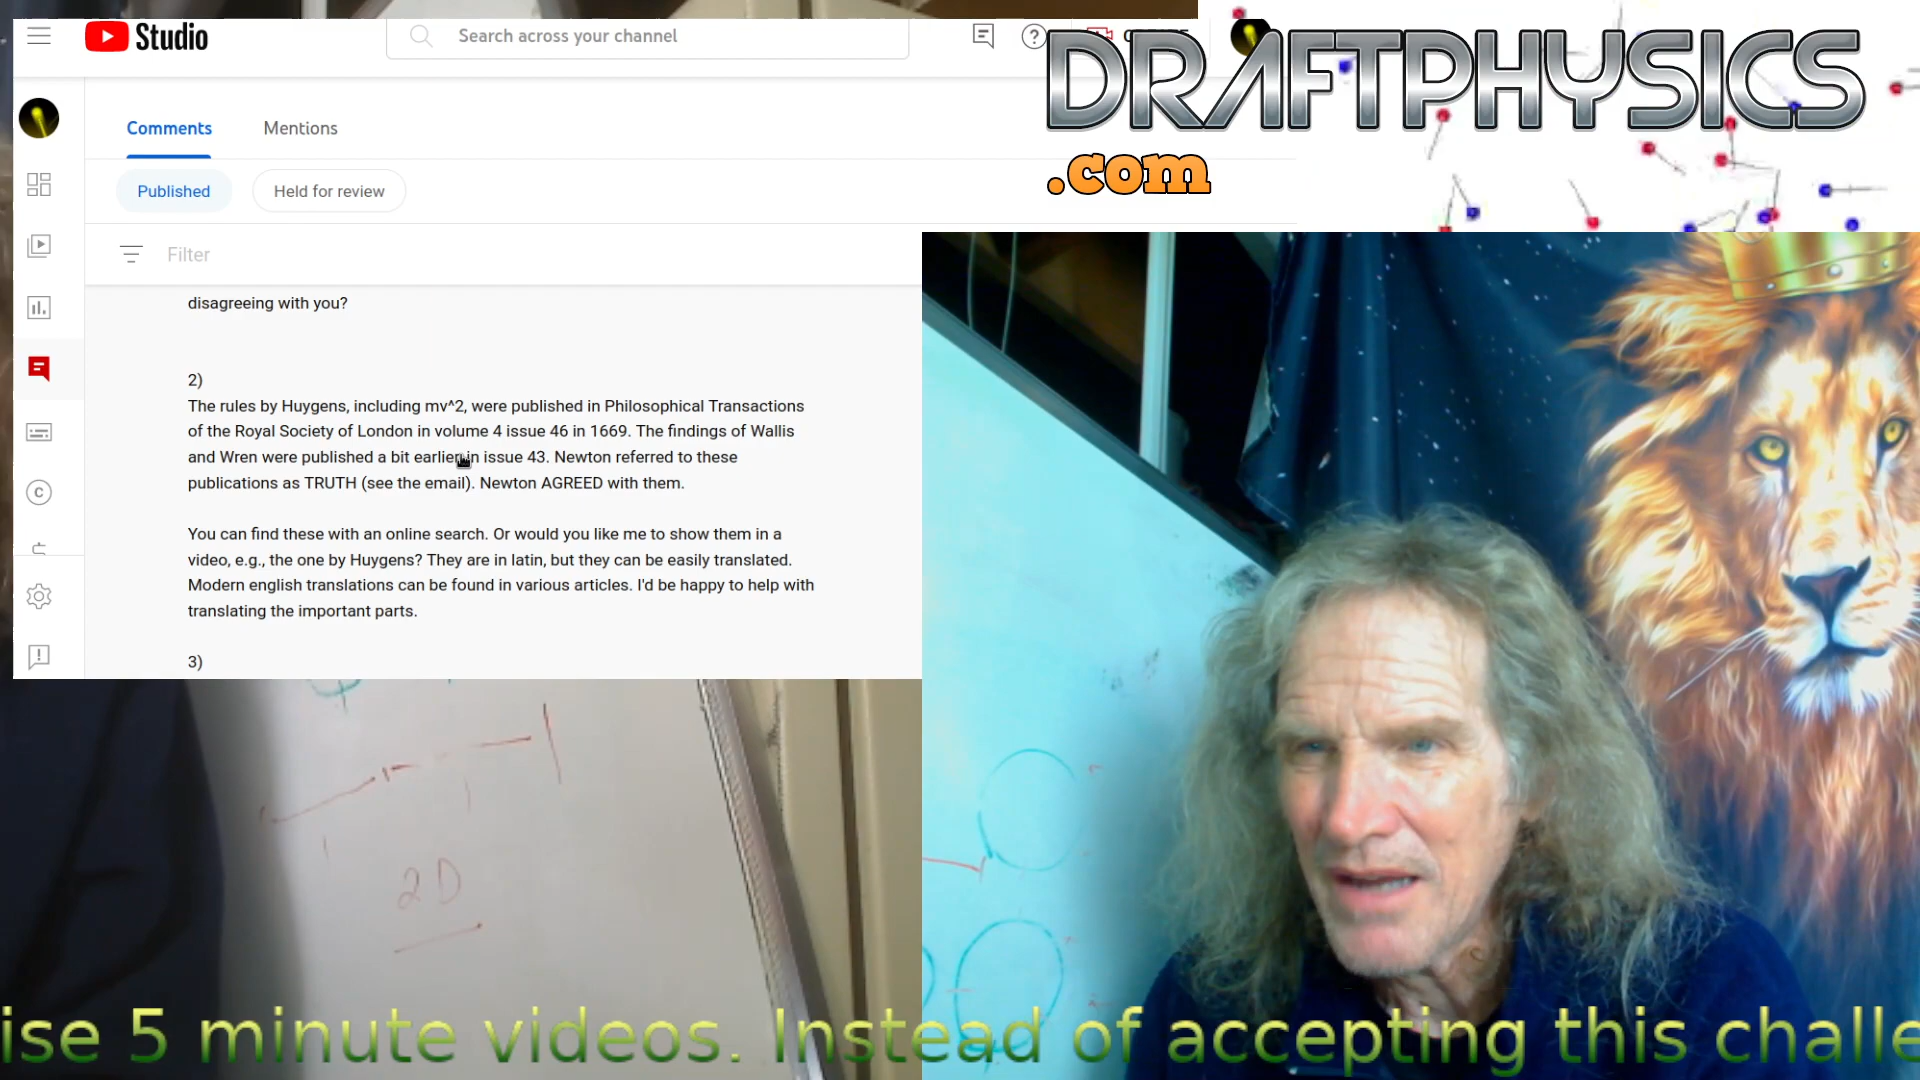 Studio
Search across your channel
DRAFTPHYSICS
.com
Comments
Mentions
Published
Held for review
Filter
disagreeing with you?
2)
The rules by Huygens, including mv^2, were published in Philosophical Transactions
of the Royal Society of London in volume 4 issue 46 in 1669. The findings of Wallis
and Wren were published a bit earlier in issue 43. Newton referred to these
publications as TRUTH (see the email). Newton AGREED with them.
You can find these with an online search. Or would you like me to show them in a
video, e.g., the one by Huygens? They are in latin, but they can be easily translated.
Modern english translations can be found in various articles. I'd be happy to help with
translating the important parts.
3)
2D
ise 5 minute videos. Instead of accepting this challe